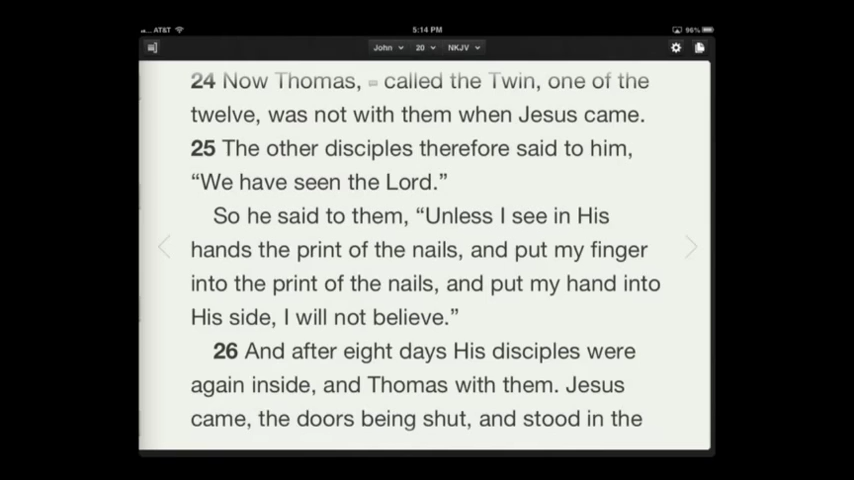 AT&T 5:14 PM 96%
John 20 NKJV
24 Now Thomas, called the Twin, one of the
twelve, was not with them when Jesus came.
25 The other disciples therefore said to him,
“We have seen the Lord.”
So he said to them, “Unless I see in His
hands the print of the nails, and put my finger
into the print of the nails, and put my hand into
His side, I will not believe.”
26 And after eight days His disciples were
again inside, and Thomas with them. Jesus
came, the doors being shut, and stood in the